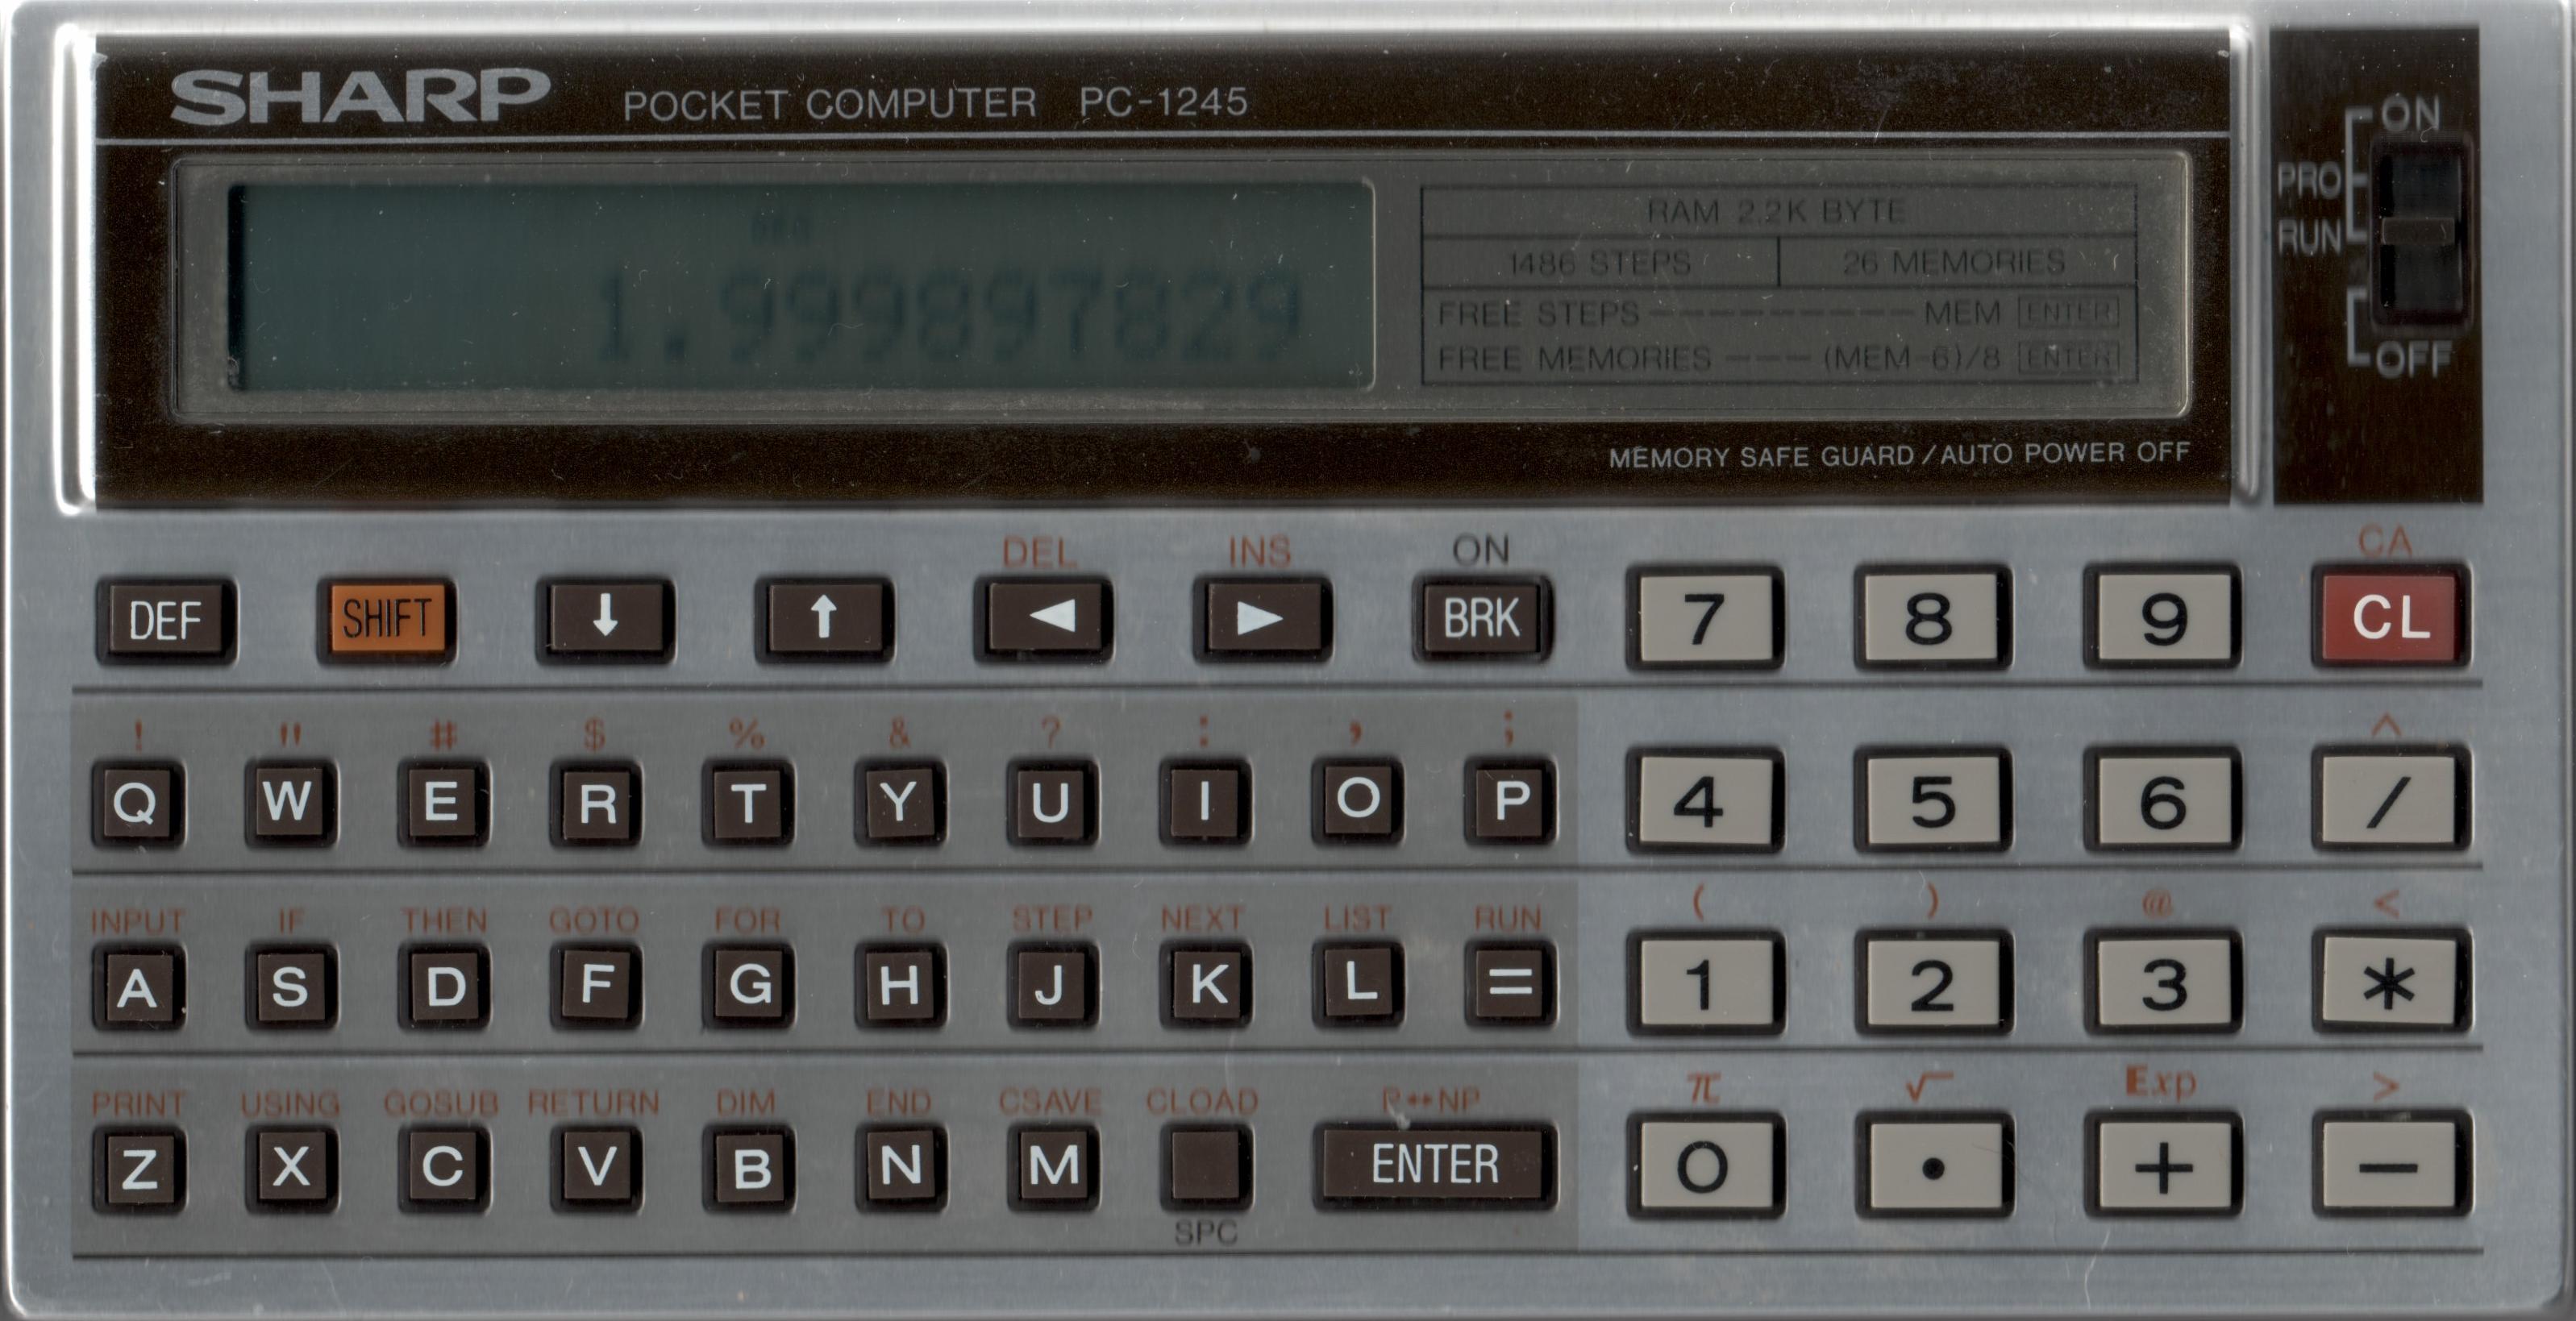 SHARP POCKET COMPUTER PC-1245
ON
PRO
RUN
OFF
1.999897829
RAM 2.2K BYTE
1486 STEPS 26 MEMORIES
FREE STEPS ---------- MEM ENTER
FREE MEMORIES --- (MEM-6)/8 ENTER
MEMORY SAFE GUARD / AUTO POWER OFF
DEL INS ON CA
DEF SHIFT ↓ ↑ ◀ ▶ BRK 7 8 9 CL
! " # $ % & ? : , ; ^
Q W E R T Y U I O P 4 5 6 /
INPUT IF THEN GOTO FOR TO STEP NEXT LIST RUN ( ) @ <
A S D F G H J K L = 1 2 3 *
PRINT USING GOSUB RETURN DIM END CSAVE CLOAD P↔NP π √ Exp >
Z X C V B N M ENTER 0 • + −
SPC